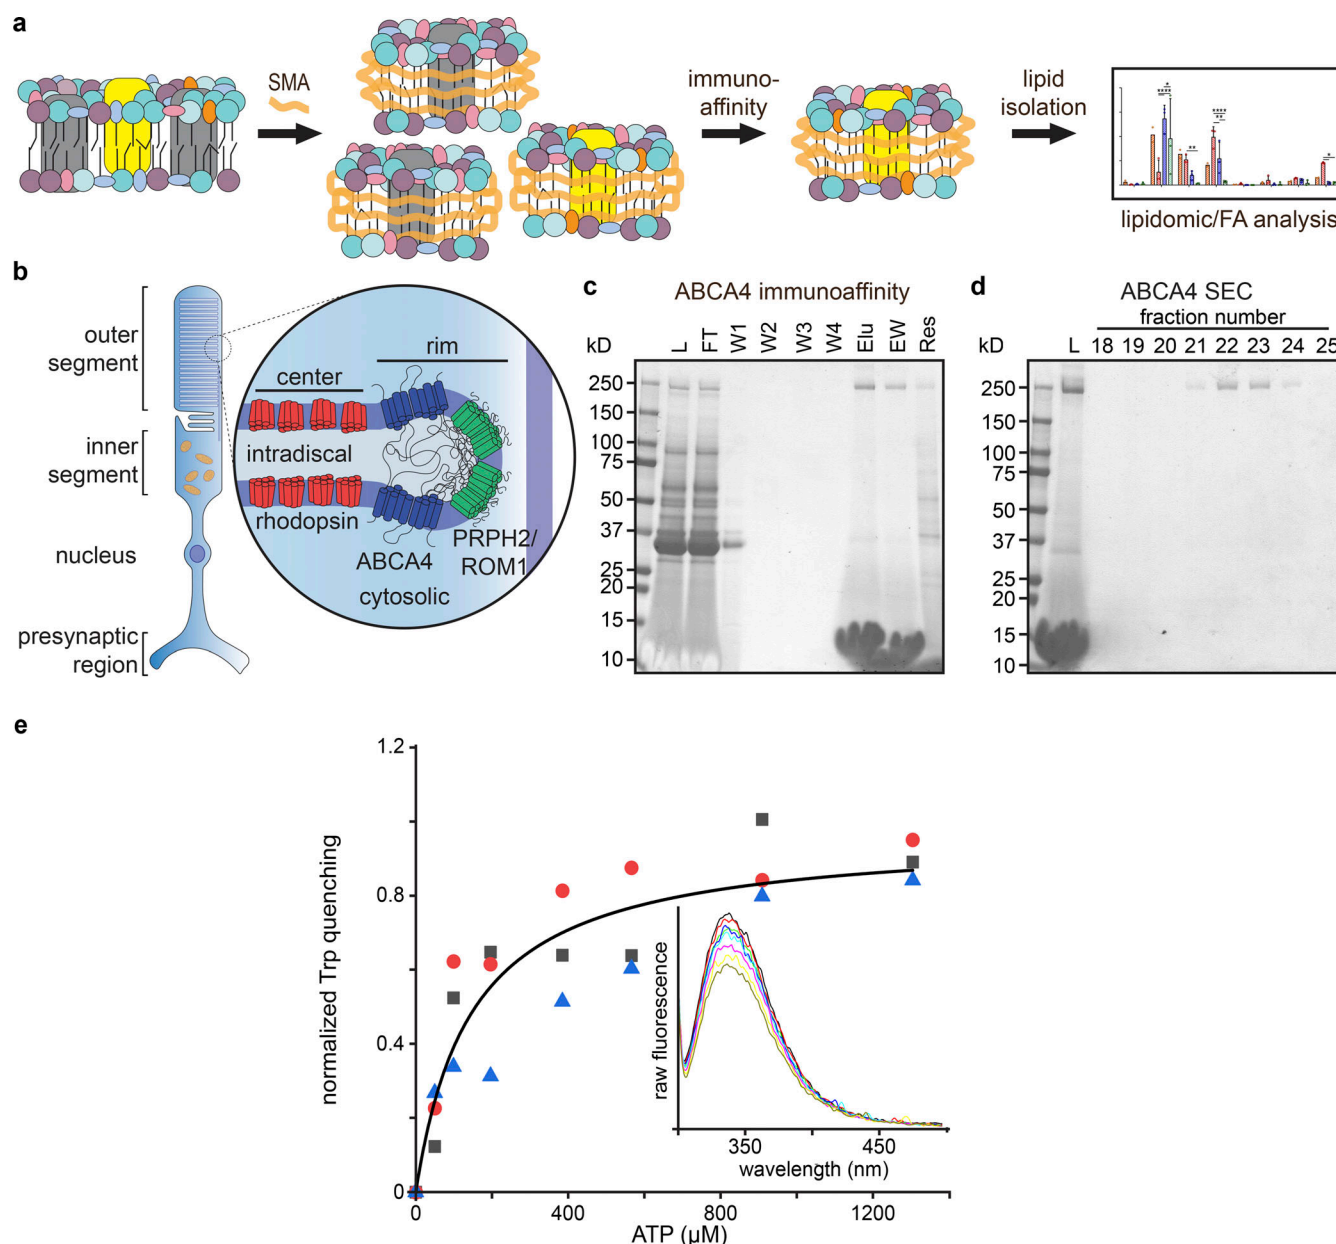 a
SMA
immuno-
affinity
lipid
isolation
lipidomic/FA analysis
b
outer
segment
inner
segment
nucleus
presynaptic
region
rim
center
intradiscal
rhodopsin
ABCA4
PRPH2/
ROM1
cytosolic
c
ABCA4 immunoaffinity
kD
L FT W1 W2 W3 W4 Elu EW Res
250
150
100
75
50
37
25
20
15
10
d
ABCA4 SEC
fraction number
kD
L 18 19 20 21 22 23 24 25
250
150
100
75
50
37
25
20
15
10
e
normalized Trp quenching
1.2
0.8
0.4
0
0 400 800 1200
ATP (µM)
raw fluorescence
350 450
wavelength (nm)